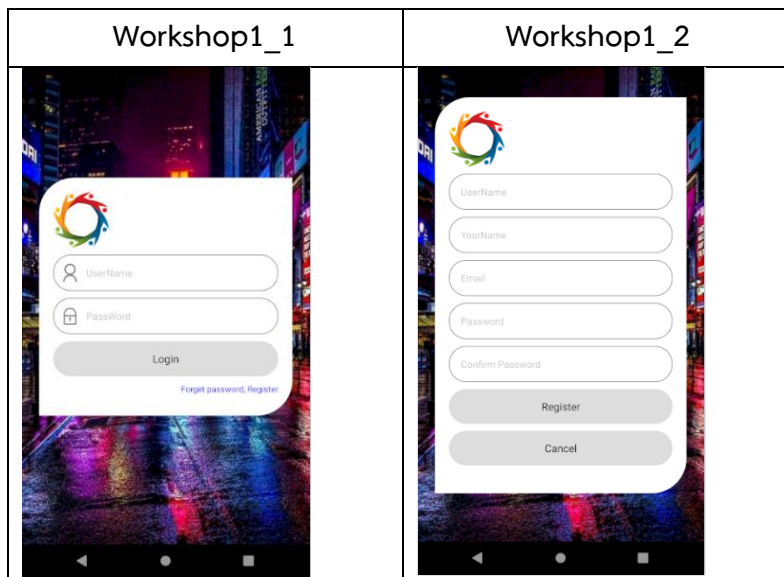 Workshop1_1
Workshop1_2
UserName
PassWord
Login
Forget password, Register
UserName
YourName
Email
Password
Confirm Password
Register
Cancel